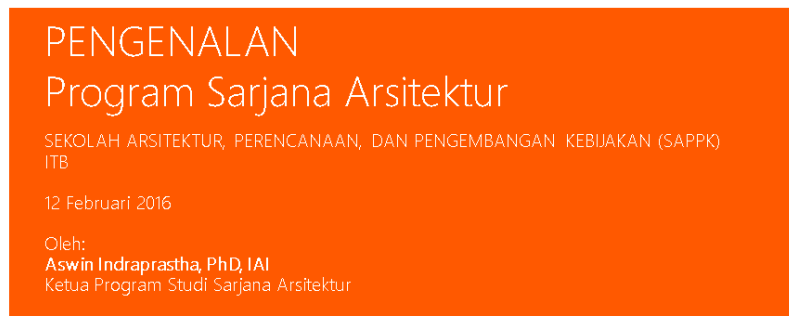 PENGENALAN
Program Sarjana Arsitektur
SEKOLAH ARSITEKTUR, PERENCANAAN, DAN PENGEMBANGAN KEBIJAKAN (SAPPK)
ITB
12 Februari 2016
Oleh:
Aswin Indraprastha, PhD, IAI
Ketua Program Studi Sarjana Arsitektur